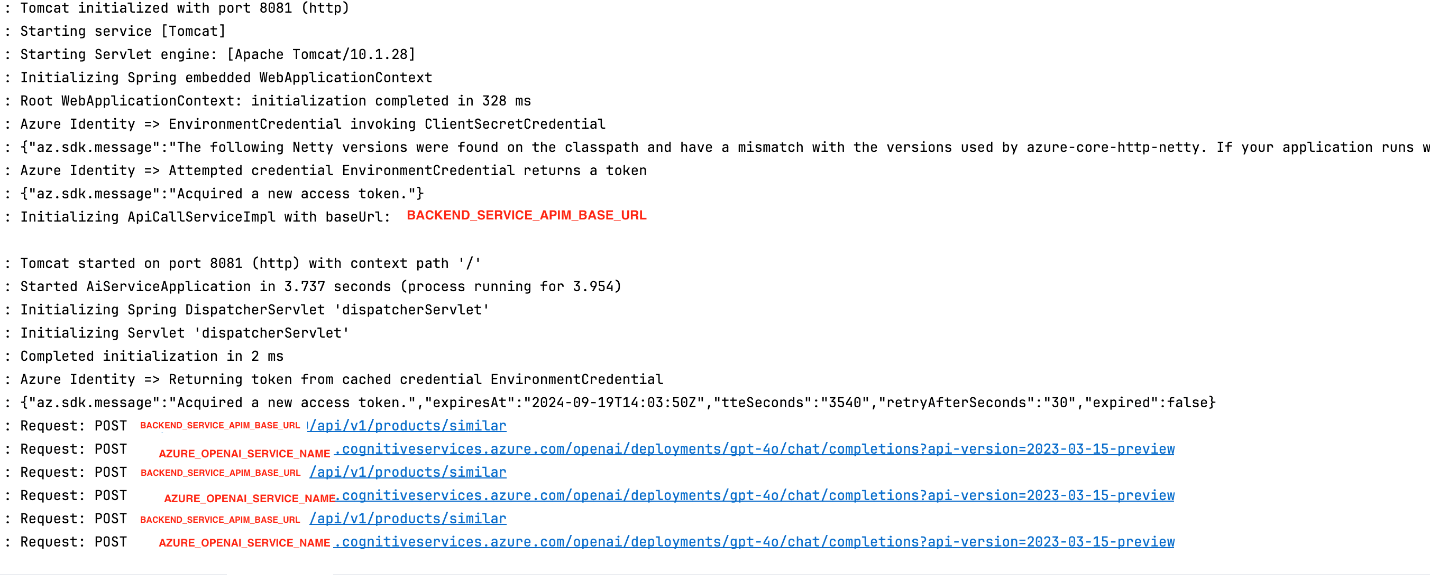 : Tomcat initialized with port 8081 (http)
: Starting service [Tomcat]
: Starting Servlet engine: [Apache Tomcat/10.1.28]
: Initializing Spring embedded WebApplicationContext
: Root WebApplicationContext: initialization completed in 328 ms
: Azure Identity => EnvironmentCredential invoking ClientSecretCredential
: {"az.sdk.message":"The following Netty versions were found on the classpath and have a mismatch with the versions used by azure-core-http-netty. If your application runs w
: Azure Identity => Attempted credential EnvironmentCredential returns a token
: {"az.sdk.message":"Acquired a new access token."}
: Initializing ApiCallServiceImpl with baseUrl: BACKEND_SERVICE_APIM_BASE_URL
: Tomcat started on port 8081 (http) with context path '/'
: Started AiServiceApplication in 3.737 seconds (process running for 3.954)
: Initializing Spring DispatcherServlet 'dispatcherServlet'
: Initializing Servlet 'dispatcherServlet'
: Completed initialization in 2 ms
: Azure Identity => Returning token from cached credential EnvironmentCredential
: {"az.sdk.message":"Acquired a new access token.","expiresAt":"2024-09-19T14:03:50Z","tteSeconds":"3540","retryAfterSeconds":"30","expired":false}
: Request: POST BACKEND_SERVICE_APIM_BASE_URL /api/v1/products/similar
: Request: POST AZURE_OPENAI_SERVICE_NAME .cognitiveservices.azure.com/openai/deployments/gpt-4o/chat/completions?api-version=2023-03-15-preview
: Request: POST BACKEND_SERVICE_APIM_BASE_URL /api/v1/products/similar
: Request: POST AZURE_OPENAI_SERVICE_NAME .cognitiveservices.azure.com/openai/deployments/gpt-4o/chat/completions?api-version=2023-03-15-preview
: Request: POST BACKEND_SERVICE_APIM_BASE_URL /api/v1/products/similar
: Request: POST AZURE_OPENAI_SERVICE_NAME .cognitiveservices.azure.com/openai/deployments/gpt-4o/chat/completions?api-version=2023-03-15-preview